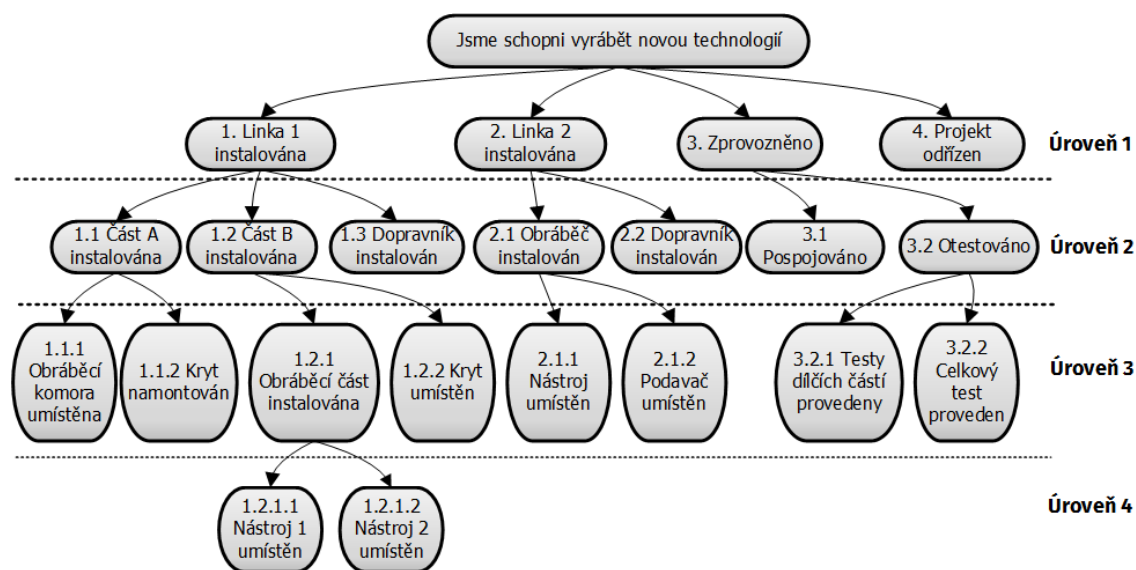 Jsme schopni vyrábět novou technologií
1. Linka 1
instalována
2. Linka 2
instalována
3. Zprovozněno
4. Projekt
odřízen
Úroveň 1
1.1 Část A
instalována
1.2 Část B
instalována
1.3 Dopravník
instalován
2.1 Obráběč
instalován
2.2 Dopravník
instalován
3.1
Pospojováno
3.2 Otestováno
Úroveň 2
1.1.1
Obráběcí
komora
umístěna
1.1.2 Kryt
namontován
1.2.1
Obráběcí část
instalována
1.2.2 Kryt
umístěn
2.1.1
Nástroj
umístěn
2.1.2
Podavač
umístěn
3.2.1 Testy
dílčích částí
provedeny
3.2.2
Celkový
test
proveden
Úroveň 3
1.2.1.1
Nástroj 1
umístěn
1.2.1.2
Nástroj 2
umístěn
Úroveň 4